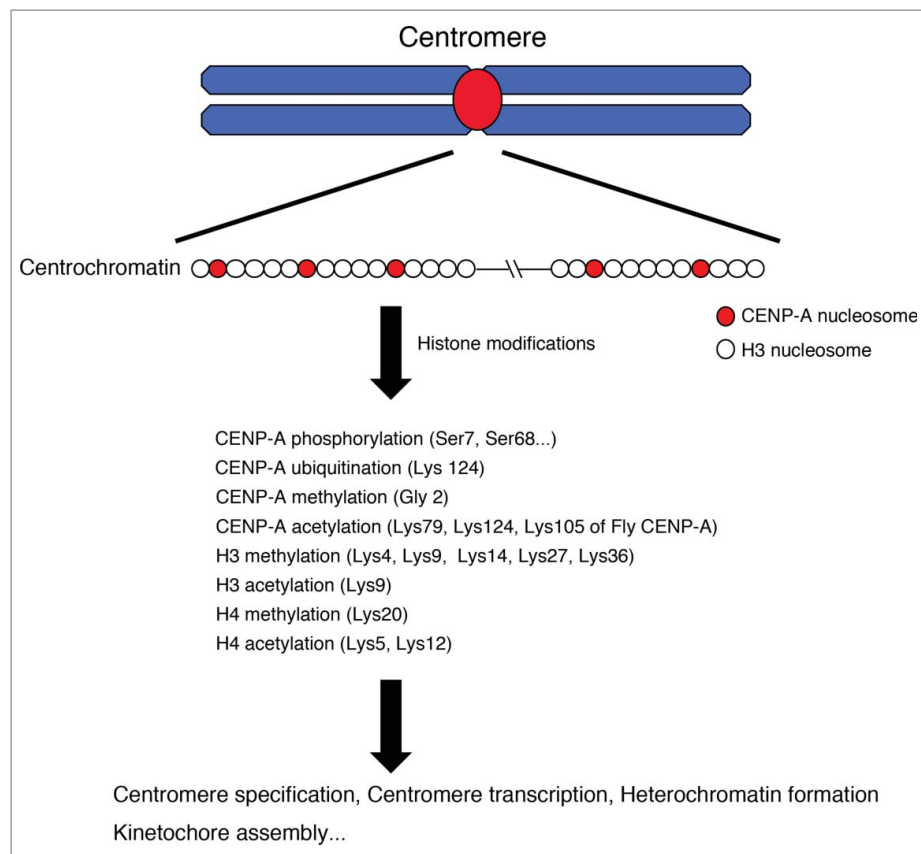 Centromere
Centrochromatin
CENP-A nucleosome
H3 nucleosome
Histone modifications
CENP-A phosphorylation (Ser7, Ser68...)
CENP-A ubiquitination (Lys 124)
CENP-A methylation (Gly 2)
CENP-A acetylation (Lys79, Lys124, Lys105 of Fly CENP-A)
H3 methylation (Lys4, Lys9,  Lys14, Lys27, Lys36)
H3 acetylation (Lys9)
H4 methylation (Lys20)
H4 acetylation (Lys5, Lys12)
Centromere specification, Centromere transcription, Heterochromatin formation
Kinetochore assembly...